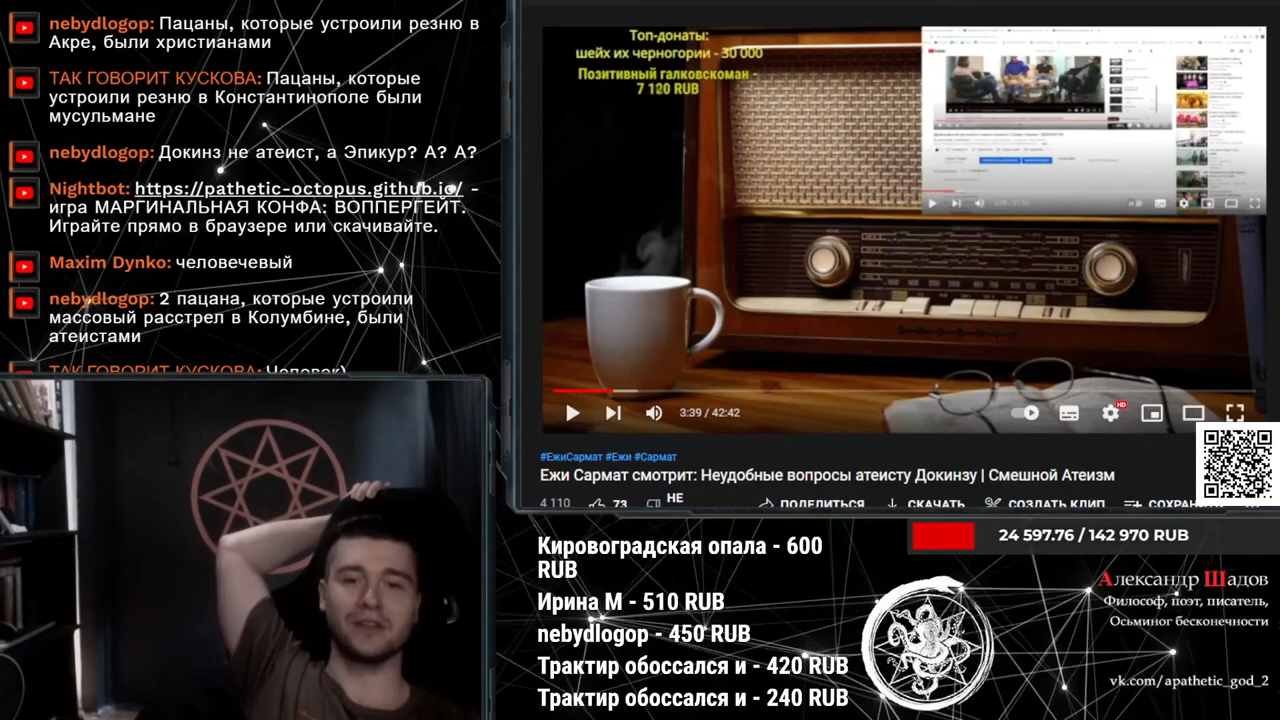 nebydlogop: Пацаны, которые устроили резню в
Акре, были христианами
ТАК ГОВОРИТ КУСКОВА: Пацаны, которые
устроили резню в Константинополе были
мусульмане
nebydlogop: Докинз не атеист, а Эпикур? А? А?
Nightbot: https://pathetic-octopus.github.io/ -
игра МАРГИНАЛЬНАЯ КОНФА: ВОППЕРГЕЙТ.
Играйте прямо в браузере или скачивайте.
Maxim Dynko: человечевый
nebydlogop: 2 пацана, которые устроили
массовый расстрел в Колумбине, были
атеистами
ТАК ГОВОРИТ КУСКОВА: Человек)
Топ-донаты:
шейх их черногории - 30 000
Позитивный галковскоман -
7 120 RUB
3:39 / 42:42
HD
#ЕжиСармат #Ежи #Сармат
Ежи Сармат смотрит: Неудобные вопросы атеисту Докинзу | Смешной Атеизм
4 110
73
НЕ
ПОДЕЛИТЬСЯ
СКАЧАТЬ
СОЗДАТЬ КЛИП
24 597.76 / 142 970 RUB
Кировоградская опала - 600
RUB
Ирина М - 510 RUB
nebydlogop - 450 RUB
Трактир обоссался и - 420 RUB
Трактир обоссался и - 240 RUB
Александр Шадов
Философ, поэт, писатель,
Осьминог бесконечности
vk.com/apathetic_god_2